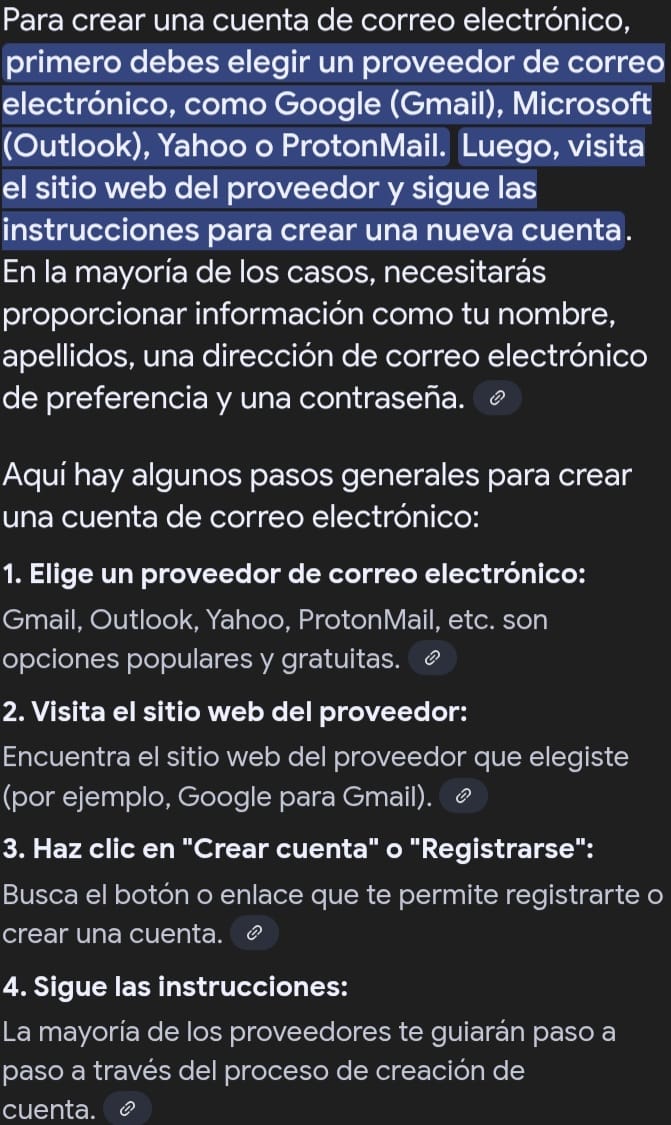 Para crear una cuenta de correo electrónico,
primero debes elegir un proveedor de correo
electrónico, como Google (Gmail), Microsoft
(Outlook), Yahoo o ProtonMail. Luego, visita
el sitio web del proveedor y sigue las
instrucciones para crear una nueva cuenta.
En la mayoría de los casos, necesitarás
proporcionar información como tu nombre,
apellidos, una dirección de correo electrónico
de preferencia y una contraseña.
Aquí hay algunos pasos generales para crear
una cuenta de correo electrónico:
1. Elige un proveedor de correo electrónico:
Gmail, Outlook, Yahoo, ProtonMail, etc. son
opciones populares y gratuitas.
2. Visita el sitio web del proveedor:
Encuentra el sitio web del proveedor que elegiste
(por ejemplo, Google para Gmail).
3. Haz clic en "Crear cuenta" o "Registrarse":
Busca el botón o enlace que te permite registrarte o
crear una cuenta.
4. Sigue las instrucciones:
La mayoría de los proveedores te guiarán paso a
paso a través del proceso de creación de
cuenta.